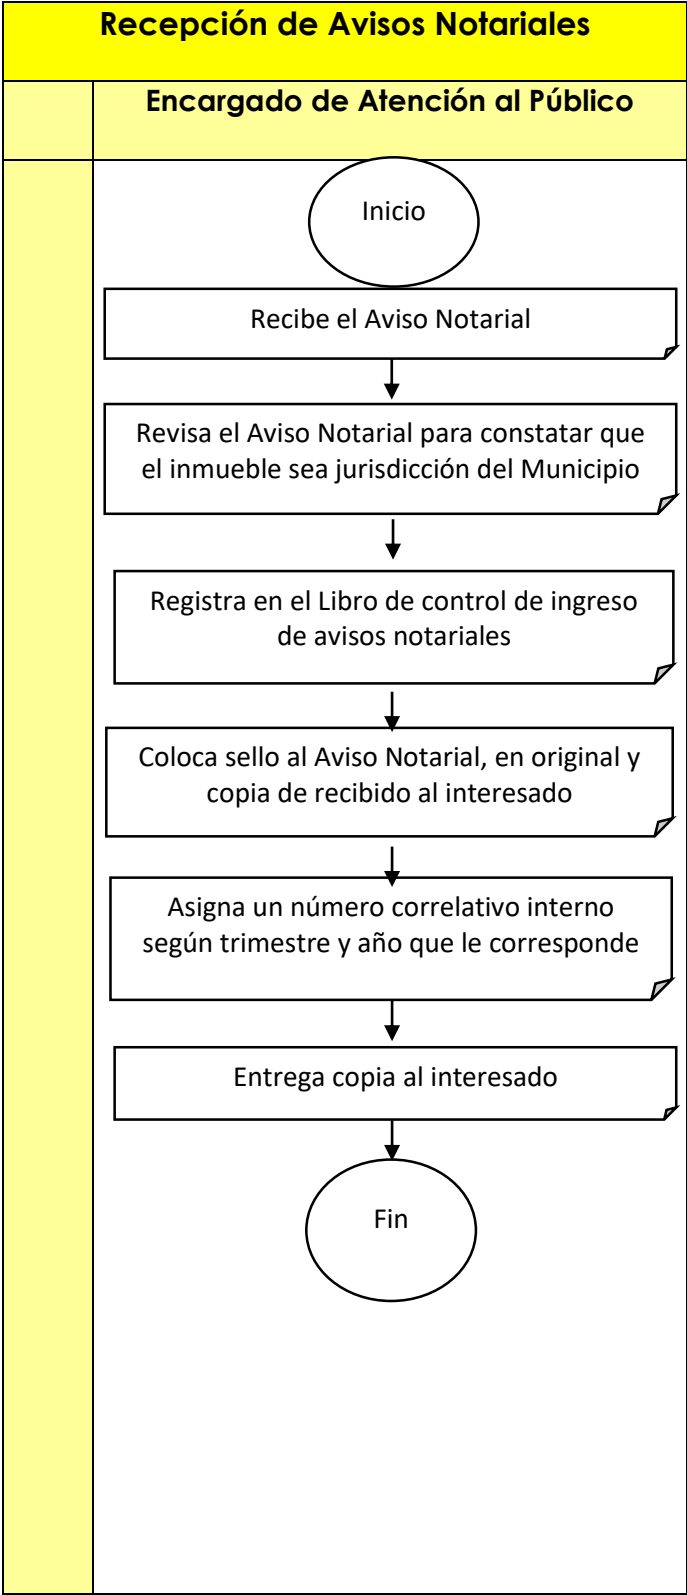 Recepción de Avisos Notariales
Encargado de Atención al Público
Inicio
Recibe el Aviso Notarial
Revisa el Aviso Notarial para constatar que
el inmueble sea jurisdicción del Municipio
Registra en el Libro de control de ingreso
de avisos notariales
Coloca sello al Aviso Notarial, en original y
copia de recibido al interesado
Asigna un número correlativo interno
según trimestre y año que le corresponde
Entrega copia al interesado
Fin